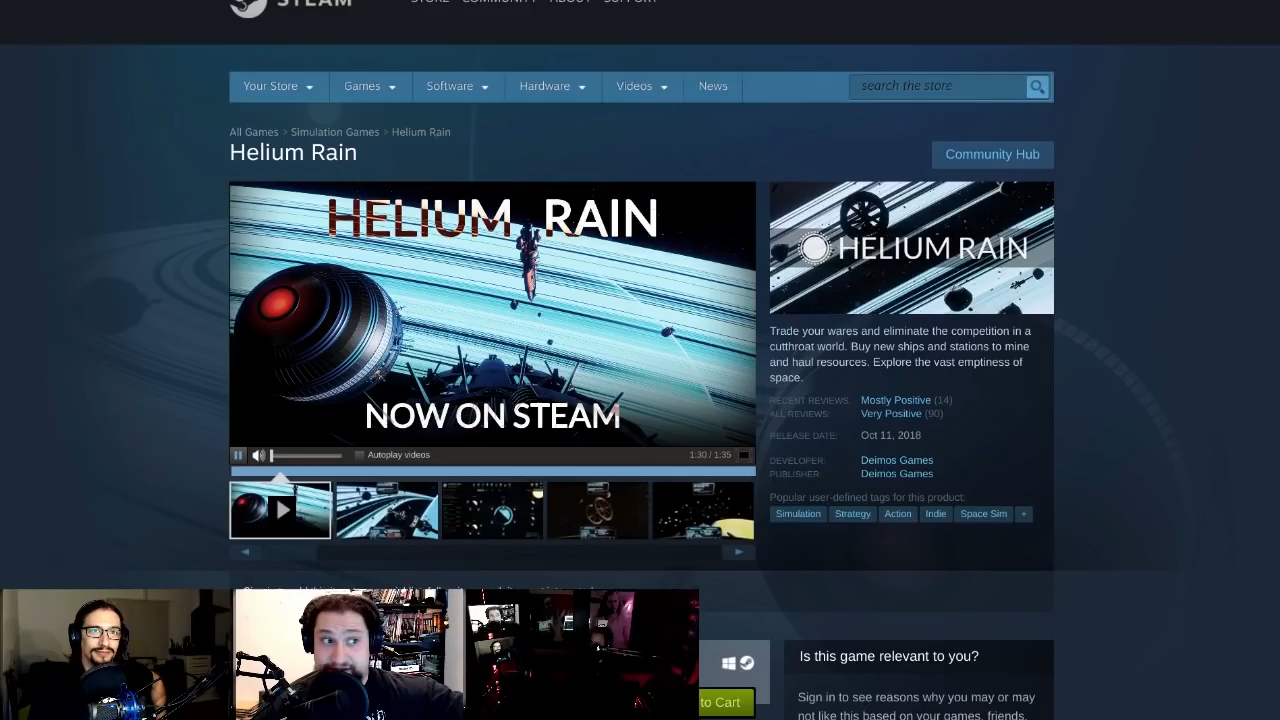 STEAM
STORE COMMUNITY ABOUT SUPPORT
Your Store
Games
Software
Hardware
Videos
News
search the store
All Games > Simulation Games > Helium Rain
Helium Rain
Community Hub
HELIUM RAIN
NOW ON STEAM
Autoplay videos
1:30 / 1:35
HELIUM RAIN
Trade your wares and eliminate the competition in a
cutthroat world. Buy new ships and stations to mine
and haul resources. Explore the vast emptiness of
space.
RECENT REVIEWS: Mostly Positive (14)
ALL REVIEWS: Very Positive (90)
RELEASE DATE: Oct 11, 2018
DEVELOPER: Deimos Games
PUBLISHER: Deimos Games
Popular user-defined tags for this product:
Simulation Strategy Action Indie Space Sim +
to Cart
Is this game relevant to you?
Sign in to see reasons why you may or may
not like this based on your games, friends,